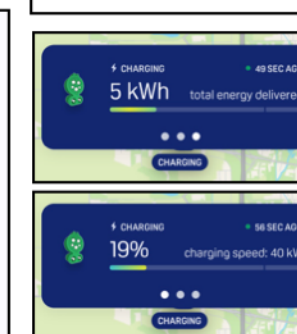 CHARGING 49 SEC AG
5 kWh total energy delivere
CHARGING
CHARGING 56 SEC AG
19% charging speed: 40 kW
CHARGING